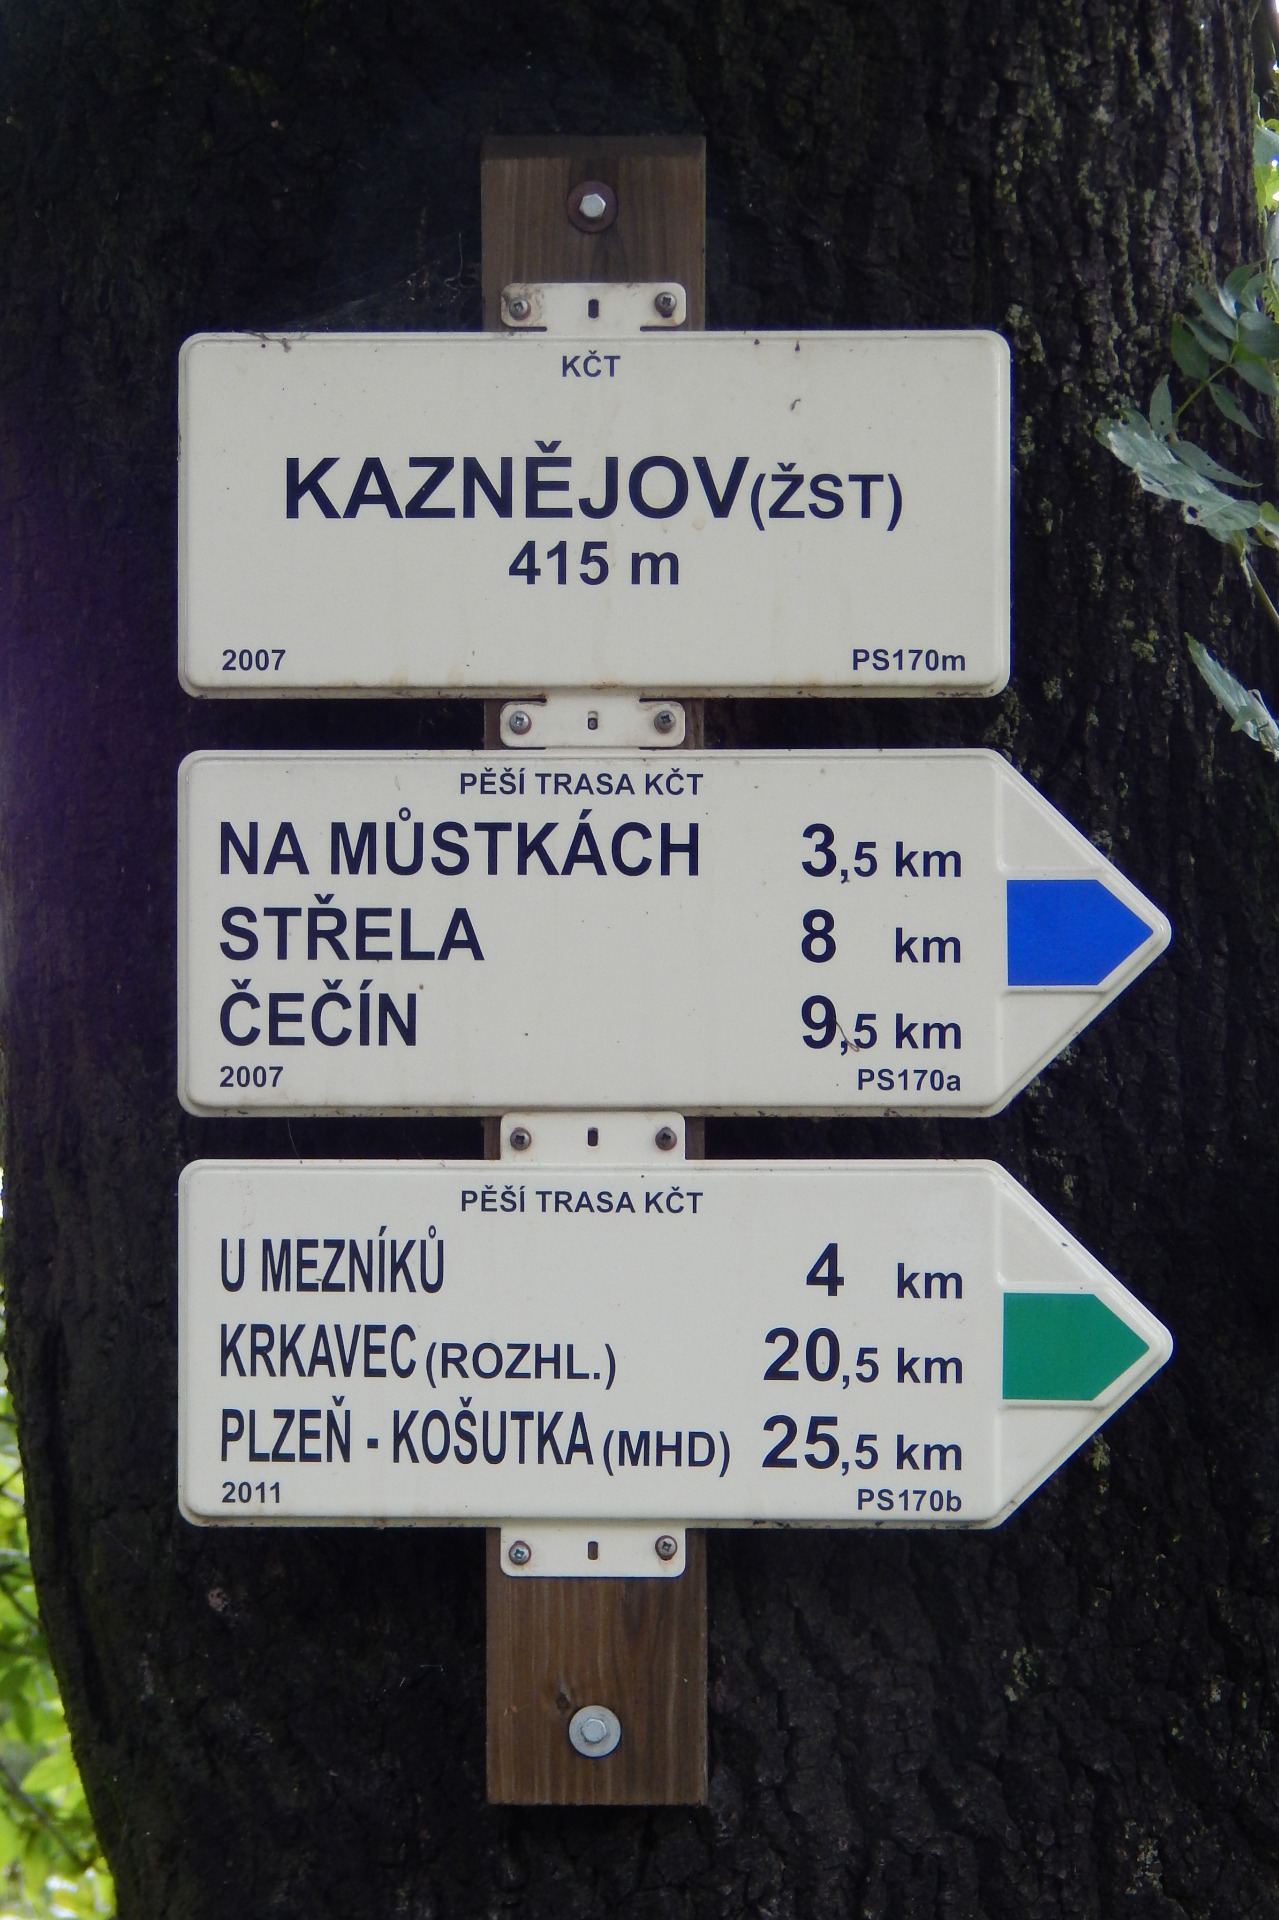 KČT
KAZNĚJOV(ŽST)
415 m
2007 PS170m
PĚŠÍ TRASA KČT
NA MŮSTKÁCH 3,5 km
STŘELA 8 km
ČEČÍN 9,5 km
2007 PS170a
PĚŠÍ TRASA KČT
U MEZNÍKŮ 4 km
KRKAVEC (ROZHL.) 20,5 km
PLZEŇ - KOŠUTKA (MHD) 25,5 km
2011 PS170b